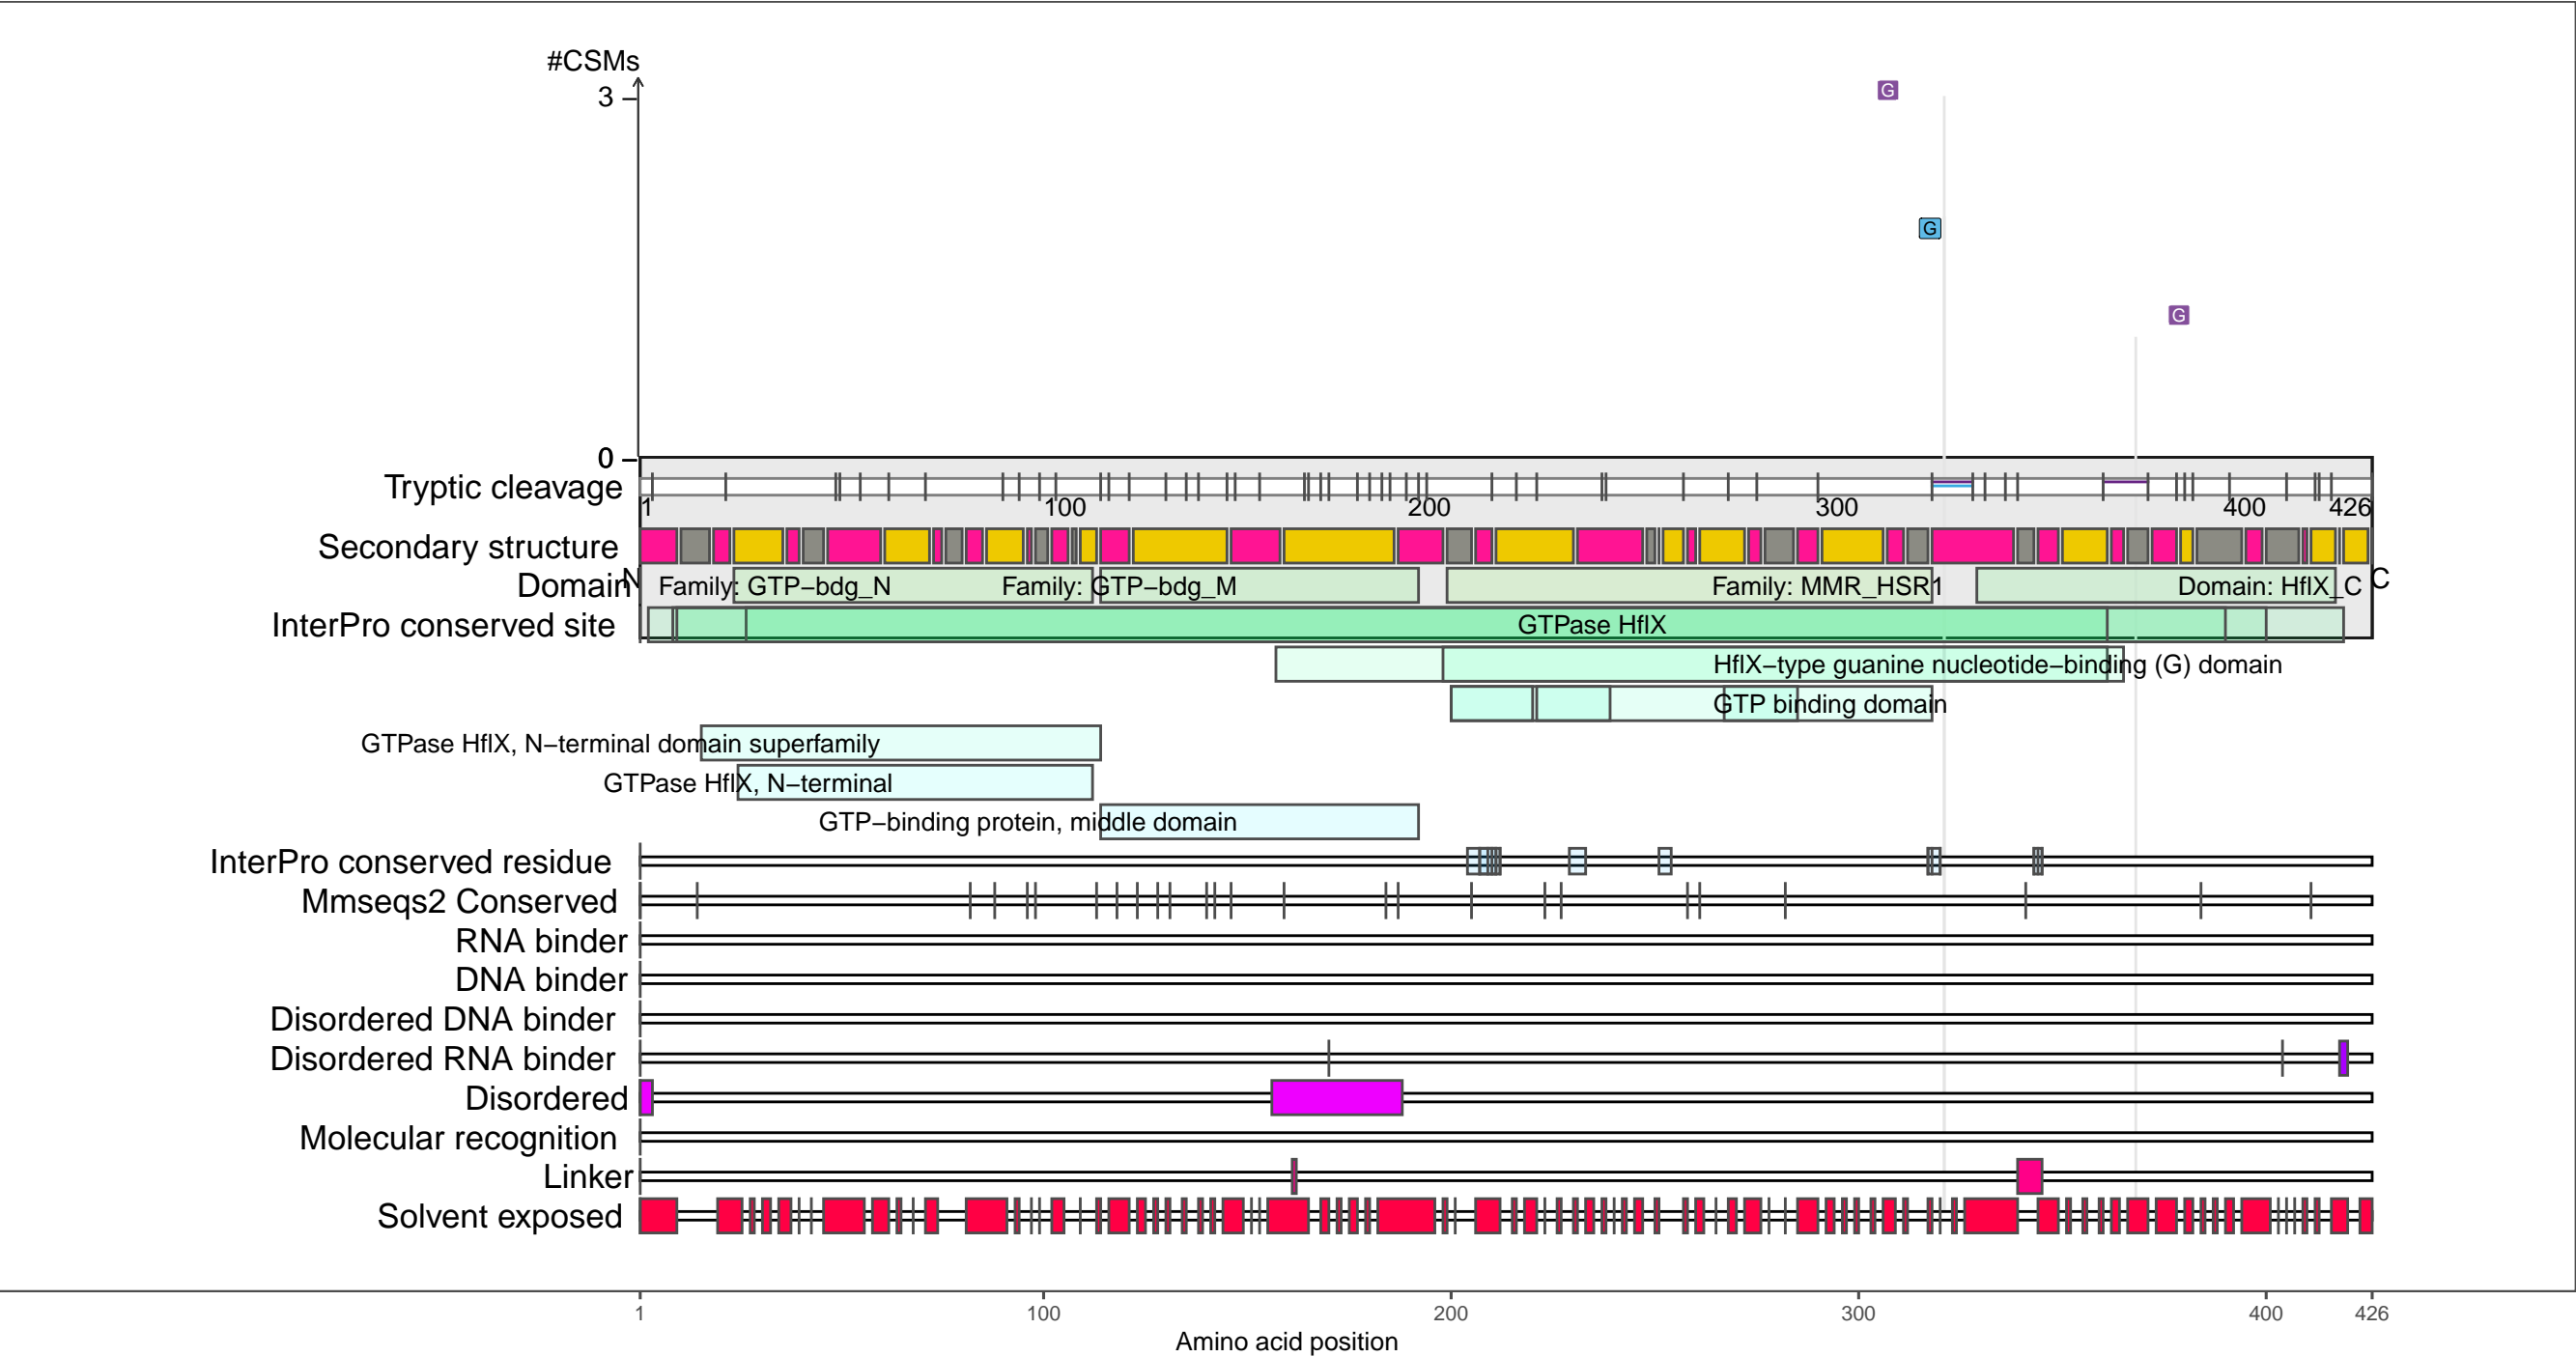 #CSMs
3
G
G
G
0
Tryptic cleavage
1 100 200 300 400 426
Secondary structure
Domain
N Family: GTP−bdg_N Family: GTP−bdg_M Family: MMR_HSR1 Domain: HflX_C C
InterPro conserved site GTPase HflX
HflX−type guanine nucleotide−binding (G) domain
GTP binding domain
GTPase HflX, N−terminal domain superfamily
GTPase HflX, N−terminal
GTP−binding protein, middle domain
InterPro conserved residue
Mmseqs2 Conserved
RNA binder
DNA binder
Disordered DNA binder
Disordered RNA binder
Disordered
Molecular recognition
Linker
Solvent exposed
1 100 200 300 400 426
Amino acid position